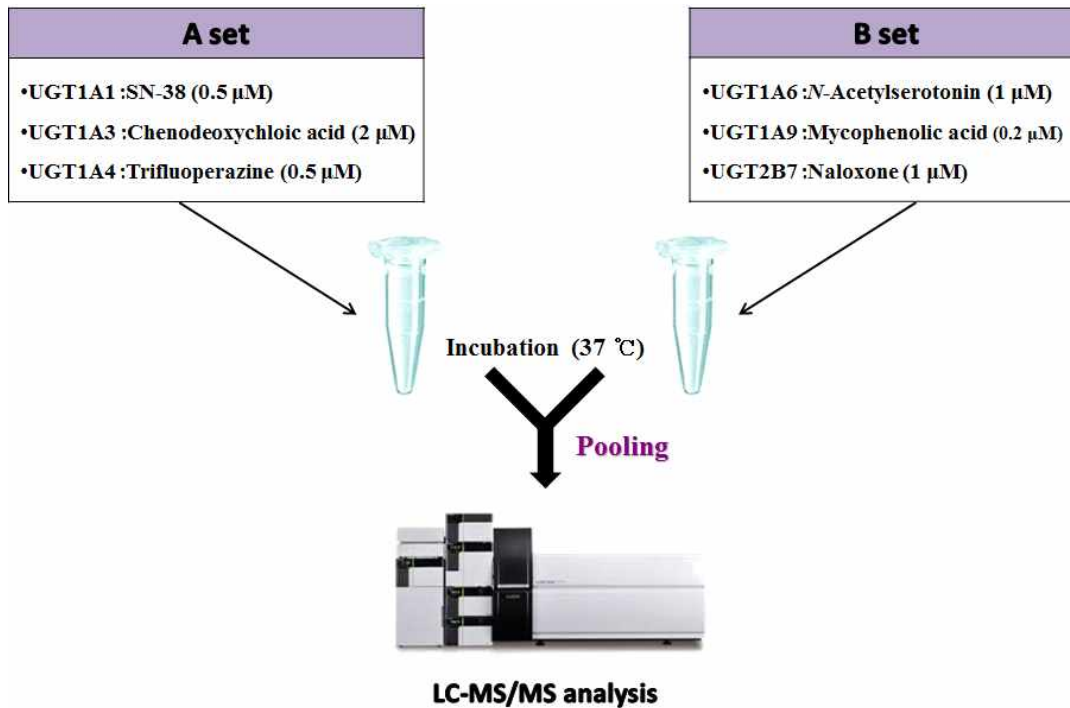 A set
•UGT1A1 :SN-38 (0.5 μM)
•UGT1A3 :Chenodeoxychloic acid (2 μM)
•UGT1A4 :Trifluoperazine (0.5 μM)
B set
•UGT1A6 :N-Acetylserotonin (1 μM)
•UGT1A9 :Mycophenolic acid (0.2 μM)
•UGT2B7 :Naloxone (1 μM)
Incubation (37 ℃)
Pooling
LC-MS/MS analysis